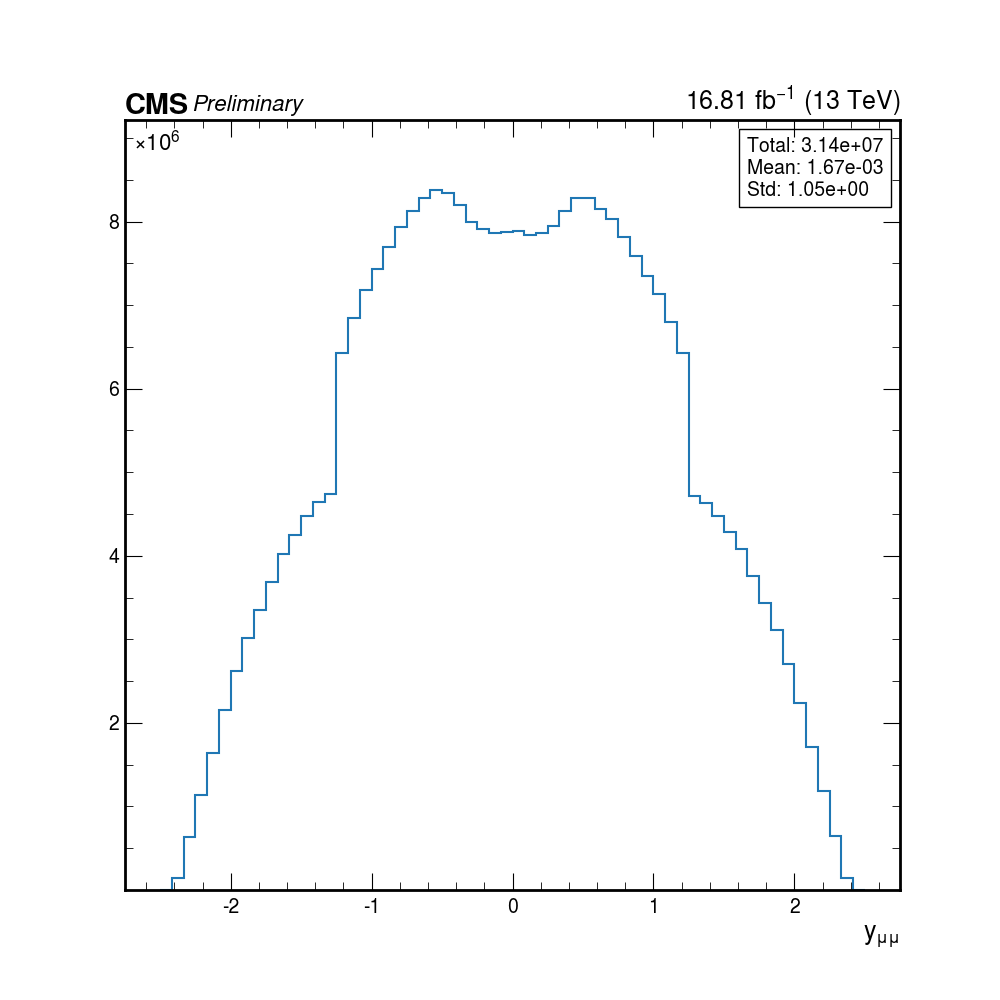 CMS Preliminary 16.81 fb⁻¹ (13 TeV)
×10⁶
Total: 3.14e+07
Mean: 1.67e-03
Std: 1.05e+00
8
6
4
2
-2 -1 0 1 2
y_μμ